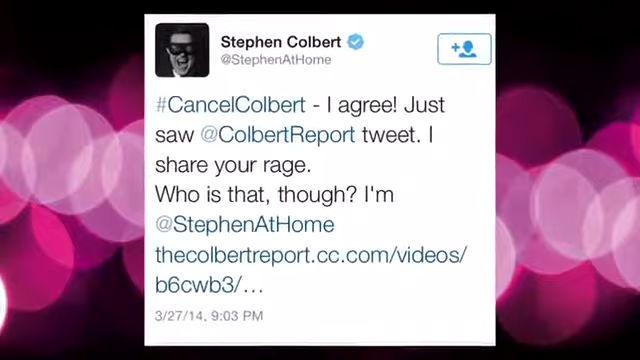 Stephen Colbert
@StephenAtHome
#CancelColbert - I agree! Just
saw @ColbertReport tweet. I
share your rage.
Who is that, though? I'm
@StephenAtHome
thecolbertreport.cc.com/videos/
b6cwb3/…
3/27/14, 9:03 PM